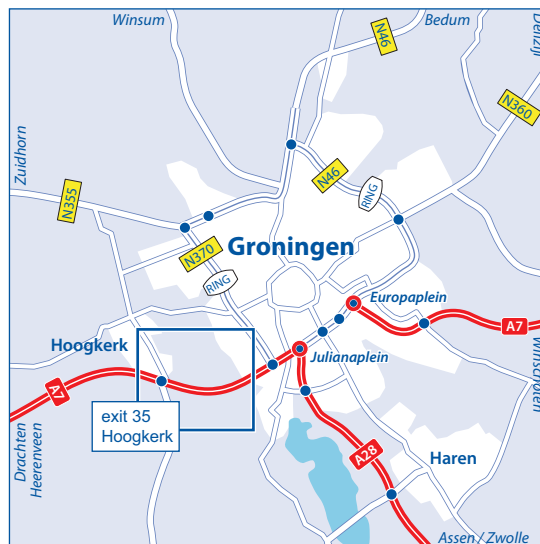 Winsum
Bedum
Delfzijl
N46
N360
Zuidhorn
N355
N46
RING
Groningen
N370
RING
Europaplein
A7
Hoogkerk
Julianaplein
Winschoten
A7
exit 35
Hoogkerk
Drachten
Heerenveen
A28
Haren
Assen / Zwolle